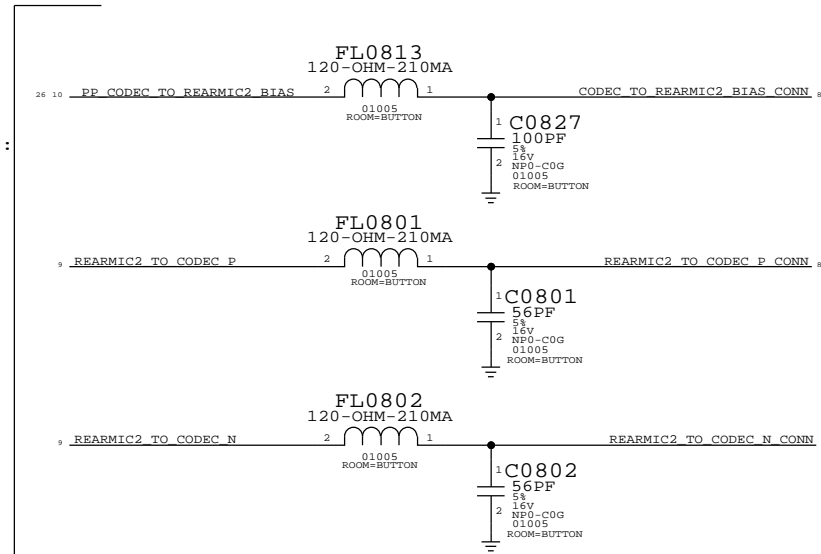 FL0813
120-OHM-210MA
26 10 PP_CODEC_TO_REARMIC2_BIAS 2 1 CODEC_TO_REARMIC2_BIAS_CONN 8
01005
ROOM=BUTTON
1 C0827
100PF
5%
16V
2 NP0-C0G
01005
ROOM=BUTTON
:
FL0801
120-OHM-210MA
9 REARMIC2_TO_CODEC_P 2 1 REARMIC2_TO_CODEC_P_CONN 8
01005
ROOM=BUTTON
1 C0801
56PF
5%
16V
2 NP0-C0G
01005
ROOM=BUTTON
FL0802
120-OHM-210MA
9 REARMIC2_TO_CODEC_N 2 1 REARMIC2_TO_CODEC_N_CONN
01005
ROOM=BUTTON
1 C0802
56PF
5%
16V
2 NP0-C0G
01005
ROOM=BUTTON